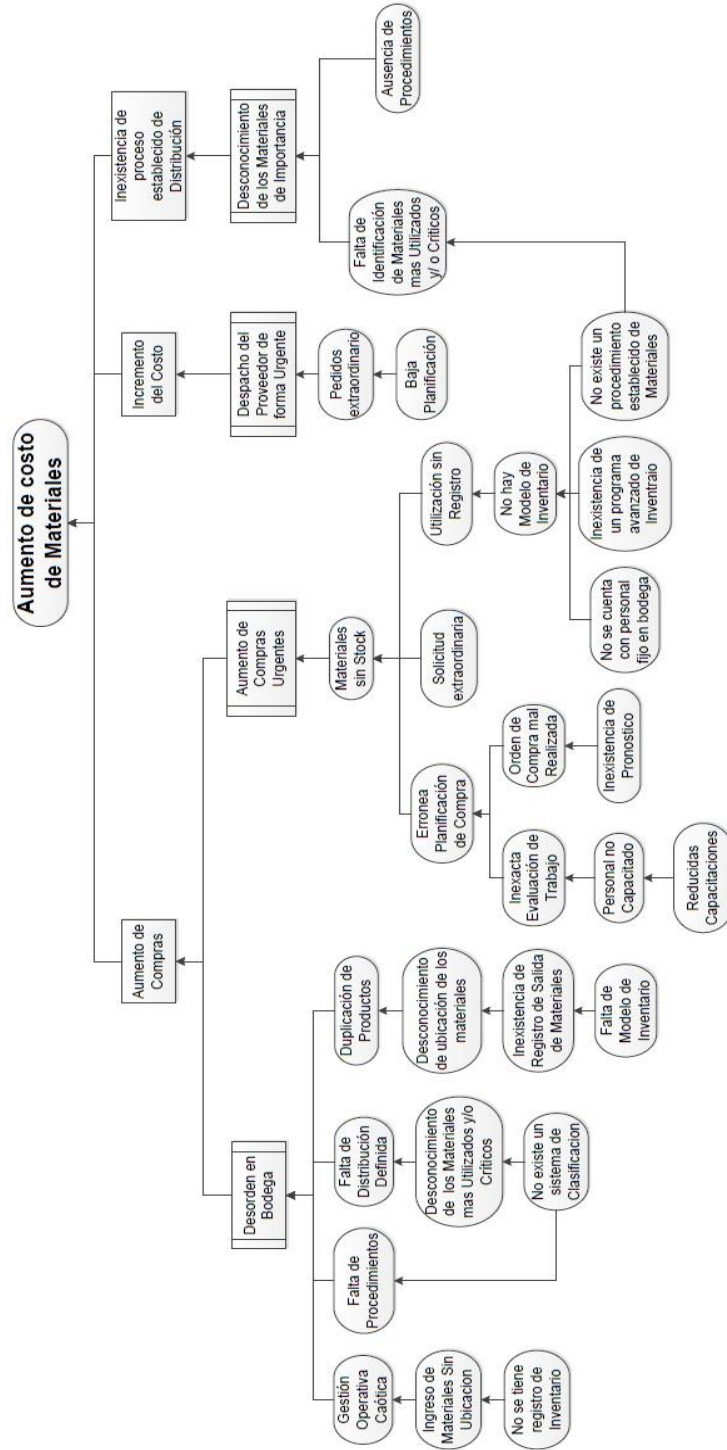 Aumento de costo
de Materiales
Aumento de
Compras
Incremento
del Costo
Inexistencia de
proceso
establecido de
Distribución
Desorden en
Bodega
Aumento de
Compras
Urgentes
Despacho del
Proveedor de
forma Urgente
Desconocimiento
de los Materiales
de Importancia
Gestión
Operativa
Caótica
Falta de
Procedimientos
Falta de
Distribución
Definida
Duplicación de
Productos
Materiales
sin Stock
Pedidos
extraordinario
Falta de
Identificación
de Materiales
mas Utilizados
y/ o Criticos
Ausencia de
Procedimientos
Ingreso de
Materiales Sin
Ubicacion
Desconocimiento
de los Materiales
mas Utilizados y/o
Críticos
Desconocimiento
de ubicación de los
materiales
Erronea
Planificación
de Compra
Solicitud
extraordinaria
Utilización sin
Registro
Baja
Planificación
No se tiene
registro de
Inventario
No existe un
sistema de
Clasificacion
Inexistencia de
Registro de Salida
de Materiales
Inexacta
Evaluación de
Trabajo
Orden de
Compra mal
Realizada
No hay
Modelo de
Inventario
Falta de
Modelo de
Inventario
Personal no
Capacitado
Inexistencia de
Pronostico
No se cuenta
con personal
fijo en bodega
Inexistencia de
un programa
avanzado de
Inventraio
No existe un
procedimiento
establecido de
Materiales
Reducidas
Capacitaciones